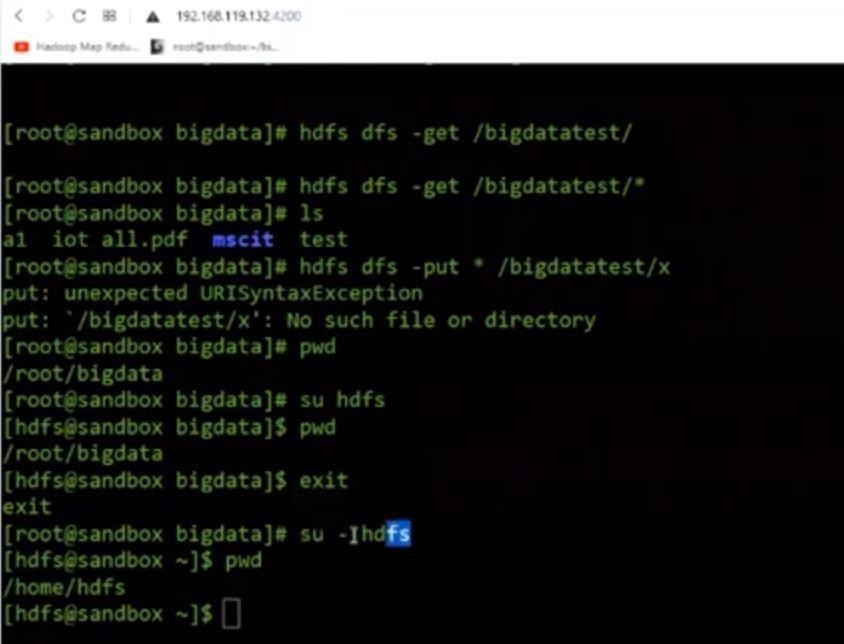 192.168.119.132:4200
Hadoop Map Redu... root@sandbox:~/bi...
[root@sandbox bigdata]# hdfs dfs -get /bigdatatest/
[root@sandbox bigdata]# hdfs dfs -get /bigdatatest/*
[root@sandbox bigdata]# ls
a1 iot all.pdf mscit test
[root@sandbox bigdata]# hdfs dfs -put * /bigdatatest/x
put: unexpected URISyntaxException
put: `/bigdatatest/x': No such file or directory
[root@sandbox bigdata]# pwd
/root/bigdata
[root@sandbox bigdata]# su hdfs
[hdfs@sandbox bigdata]$ pwd
/root/bigdata
[hdfs@sandbox bigdata]$ exit
exit
[root@sandbox bigdata]# su - hdfs
[hdfs@sandbox ~]$ pwd
/home/hdfs
[hdfs@sandbox ~]$